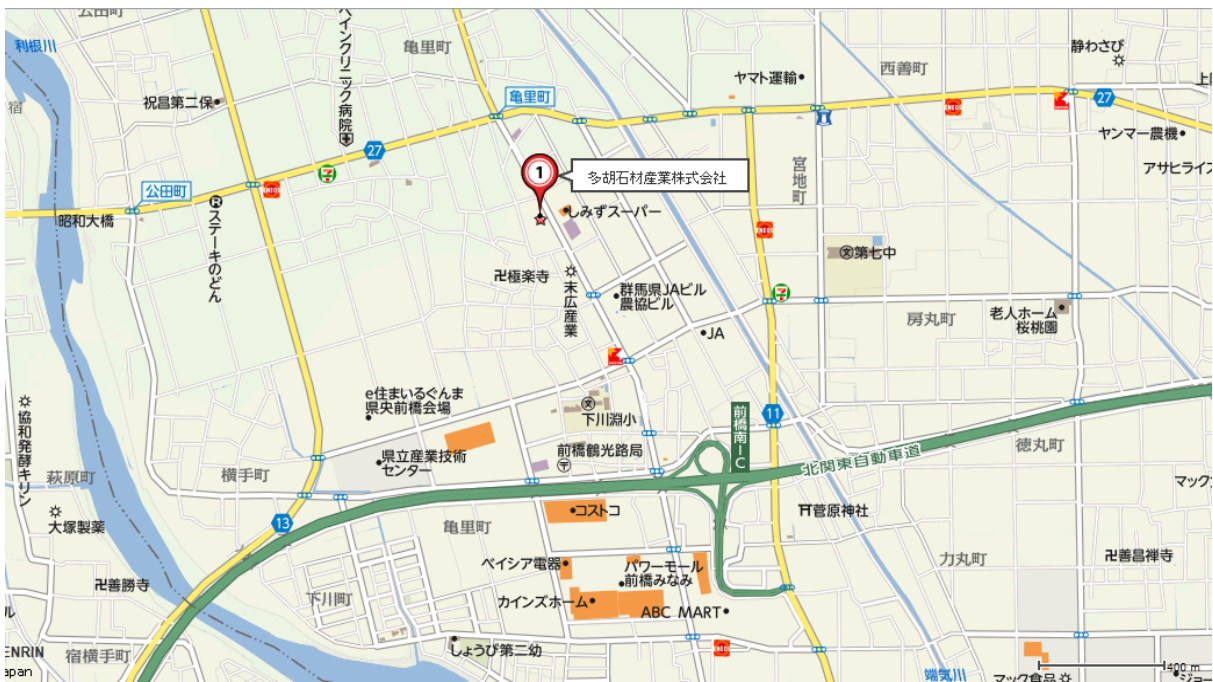 公田町
利根川
亀里町
静わさび
ヤマト運輸
西善町
祝昌第二保
亀里町
27
ヤンマー農機
ペインクリニック病院
27
1
多胡石材産業株式会社
宮地町
アサヒライス
公田町
昭和大橋
ステーキのどん
しみずスーパー
文
第七中
卍極楽寺
末広産業
群馬県JAビル
農協ビル
房丸町
老人ホーム
桜桃園
JA
e住まいるぐんま
県央前橋会場
文
下川淵小
前橋南IC
11
協和発酵キリン
萩原町
横手町
県立産業技術
センター
前橋鶴光路局
北関東自動車道
徳丸町
13
大塚製薬
亀里町
コストコ
菅原神社
力丸町
卍善昌禅寺
卍善勝寺
下川町
ベイシア電器
パワーモール
前橋みなみ
カインズホーム
ABC MART
しょうび第二幼
宿横手町
端気川
400 m
マック食品